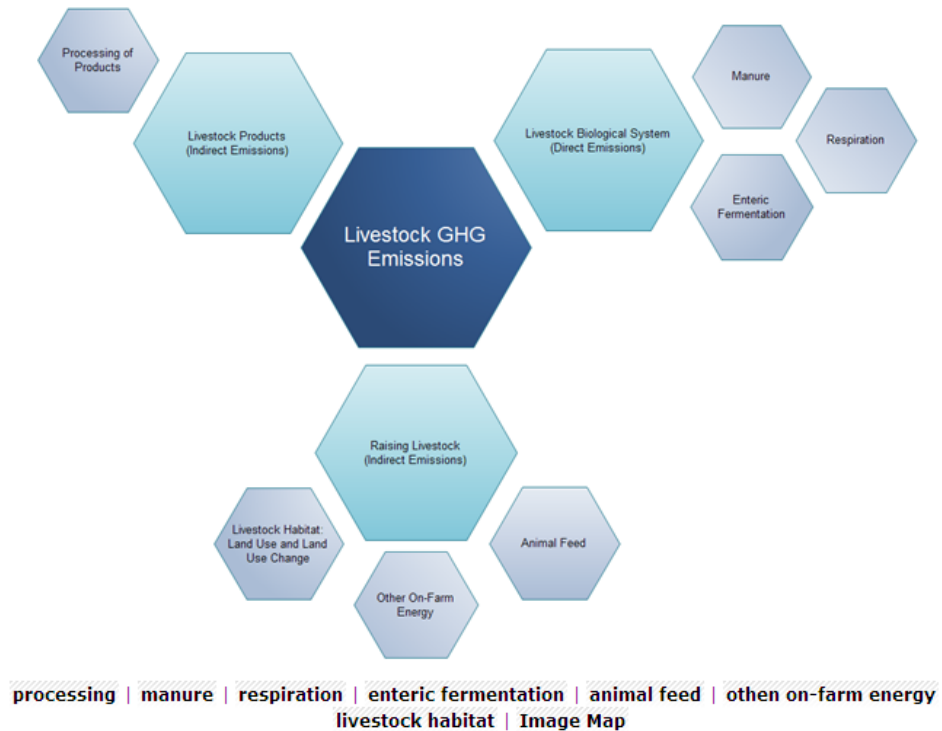 Processing of
Products
Livestock Products
(Indirect Emissions)
Livestock Biological System
(Direct Emissions)
Manure
Respiration
Enteric
Fermentation
Livestock GHG
Emissions
Raising Livestock
(Indirect Emissions)
Livestock Habitat:
Land Use and Land
Use Change
Other On-Farm
Energy
Animal Feed
processing | manure | respiration | enteric fermentation | animal feed | othen on-farm energy
livestock habitat | Image Map